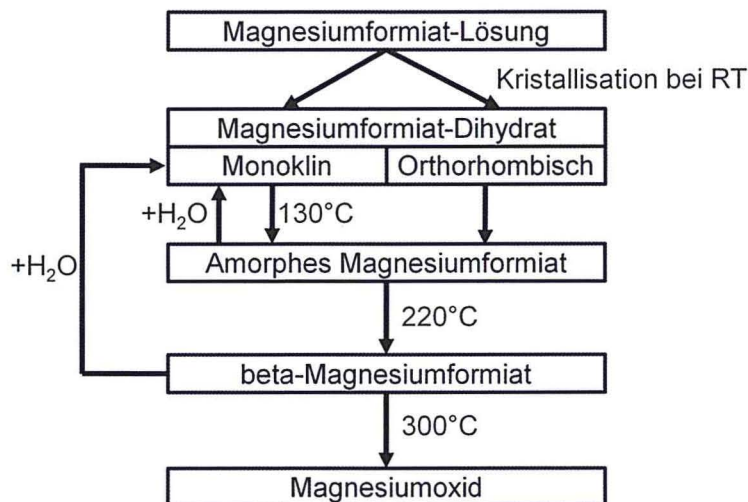 Magnesiumformiat-Lösung
Kristallisation bei RT
Magnesiumformiat-Dihydrat
Monoklin
Orthorhombisch
+H₂O
130°C
+H₂O
Amorphes Magnesiumformiat
220°C
beta-Magnesiumformiat
300°C
Magnesiumoxid